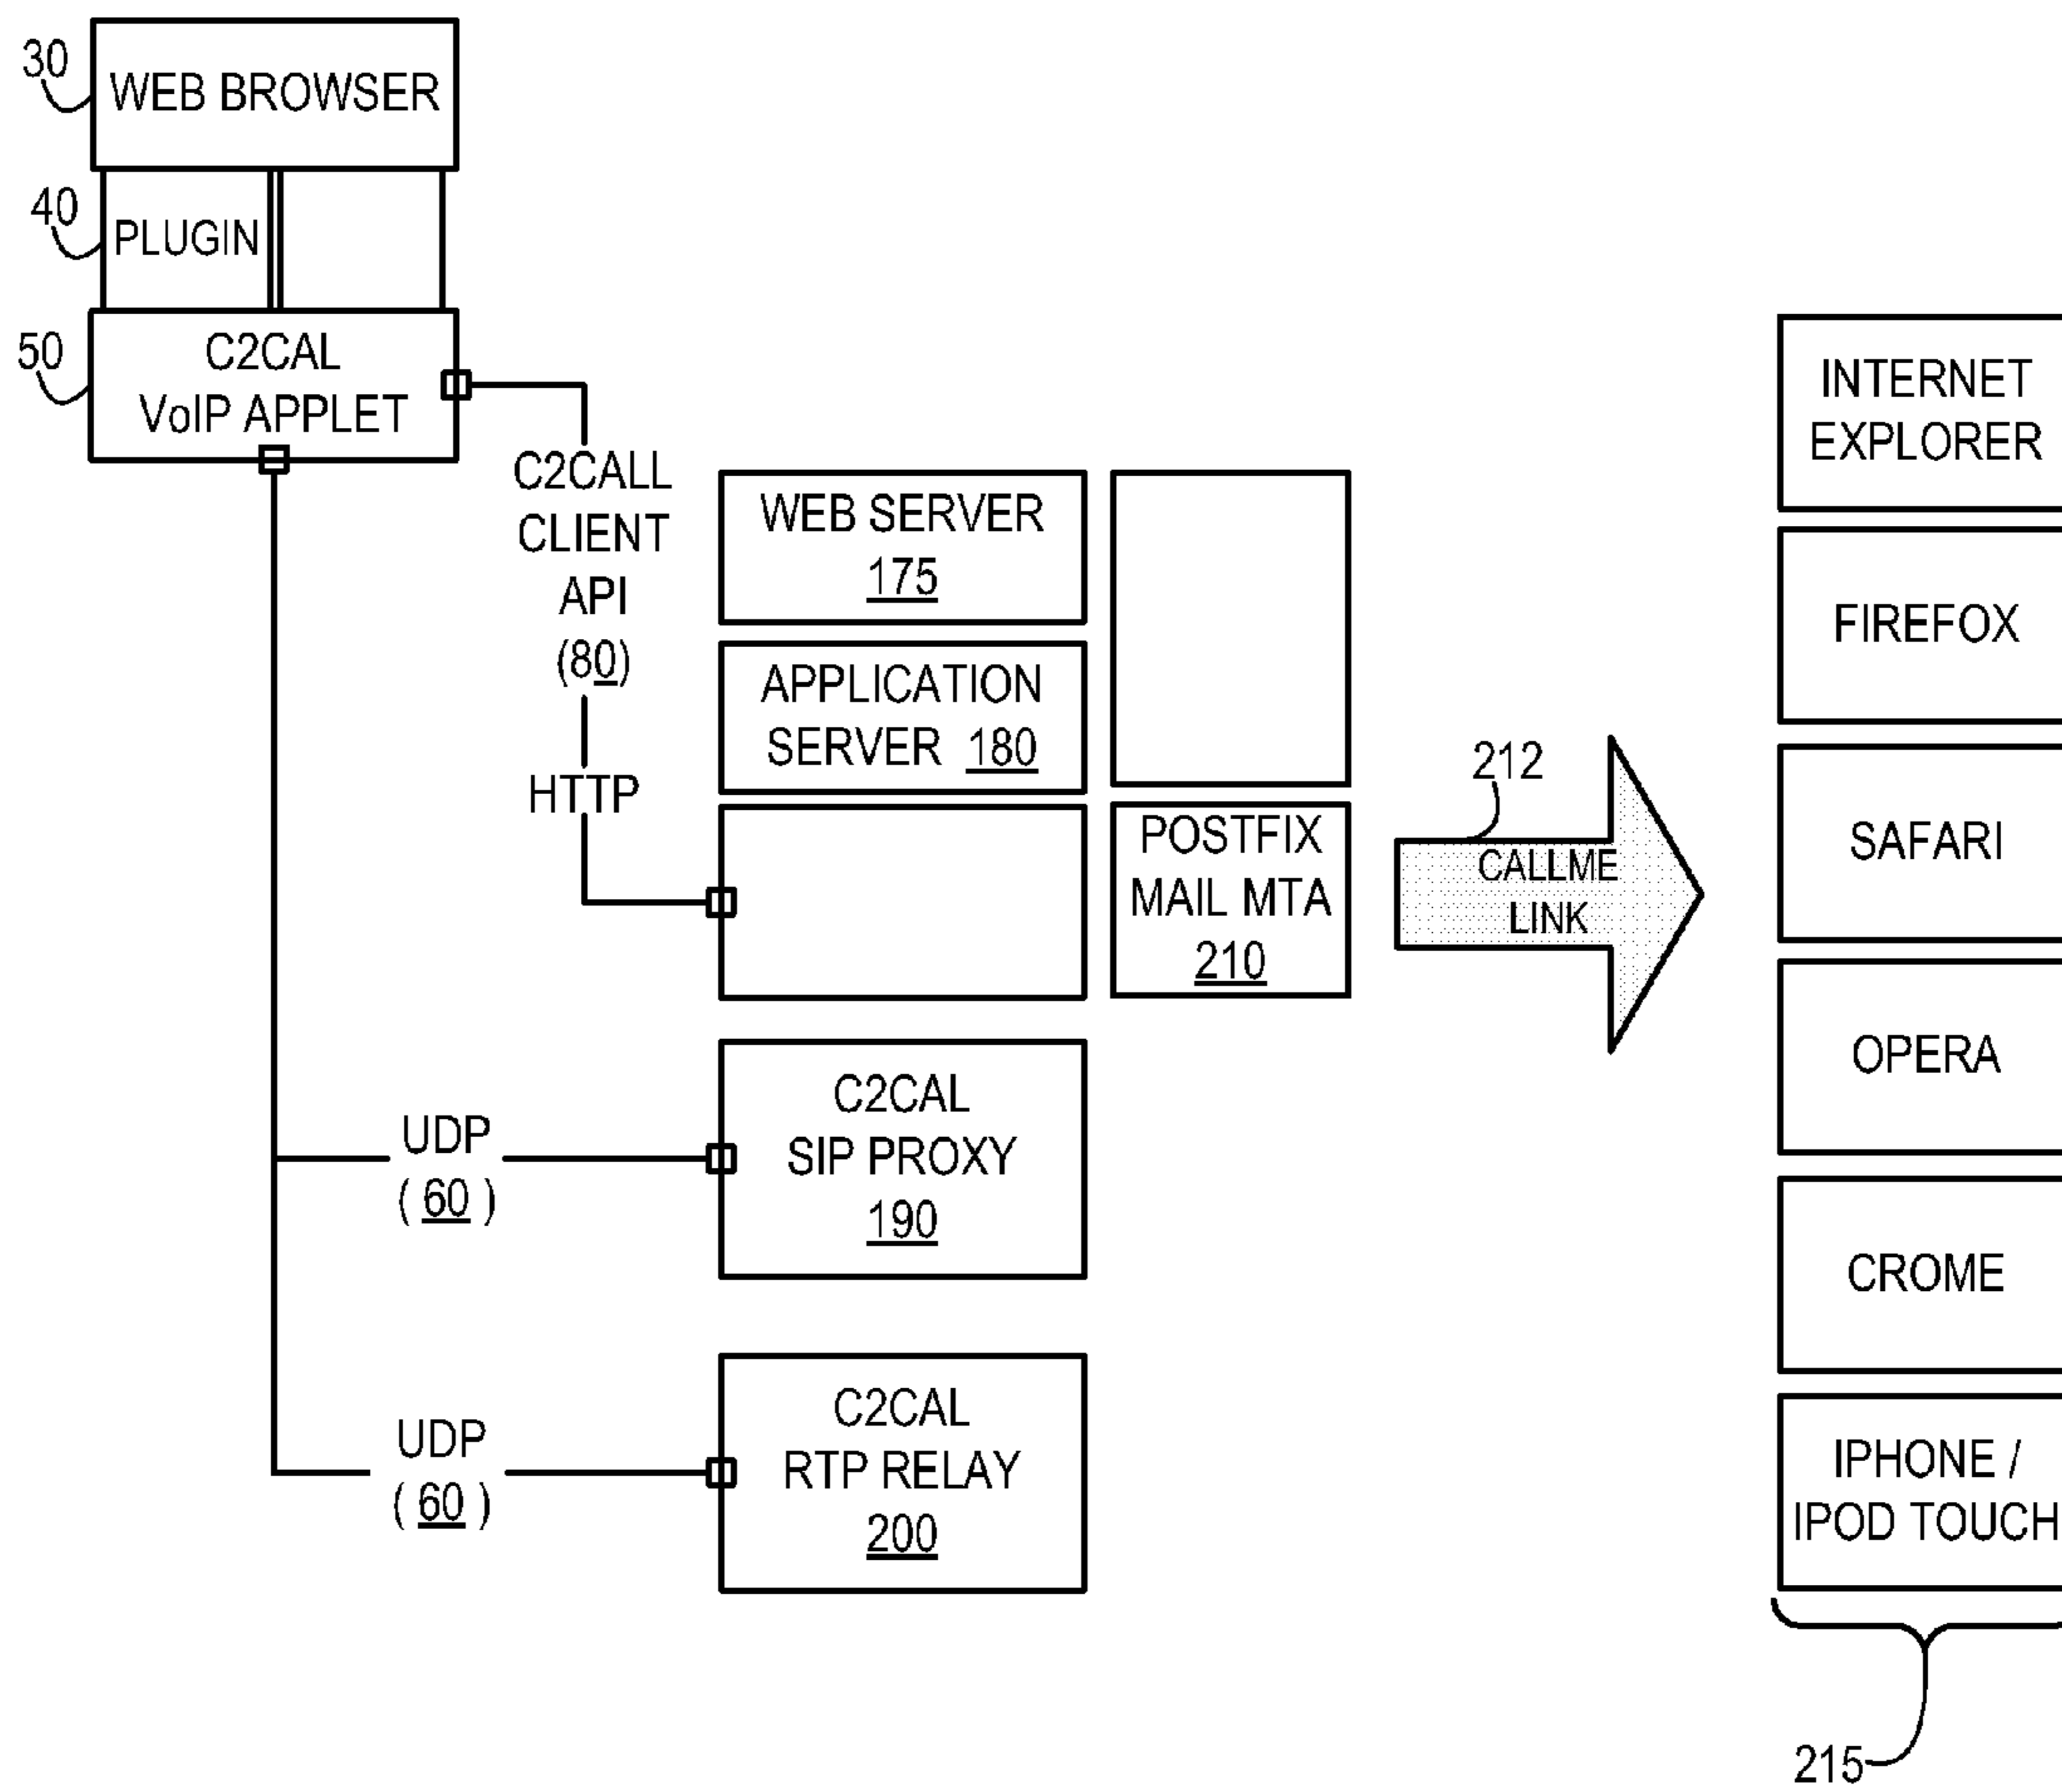 30
WEB BROWSER
40
PLUGIN
50
C2CAL
VoIP APPLET
C2CALL
CLIENT
API
(80)
HTTP
WEB SERVER
175
APPLICATION
SERVER 180
POSTFIX
MAIL MTA
210
212
CALLME
LINK
UDP
( 60 )
C2CAL
SIP PROXY
190
UDP
( 60 )
C2CAL
RTP RELAY
200
INTERNET
EXPLORER
FIREFOX
SAFARI
OPERA
CROME
IPHONE /
IPOD TOUCH
215